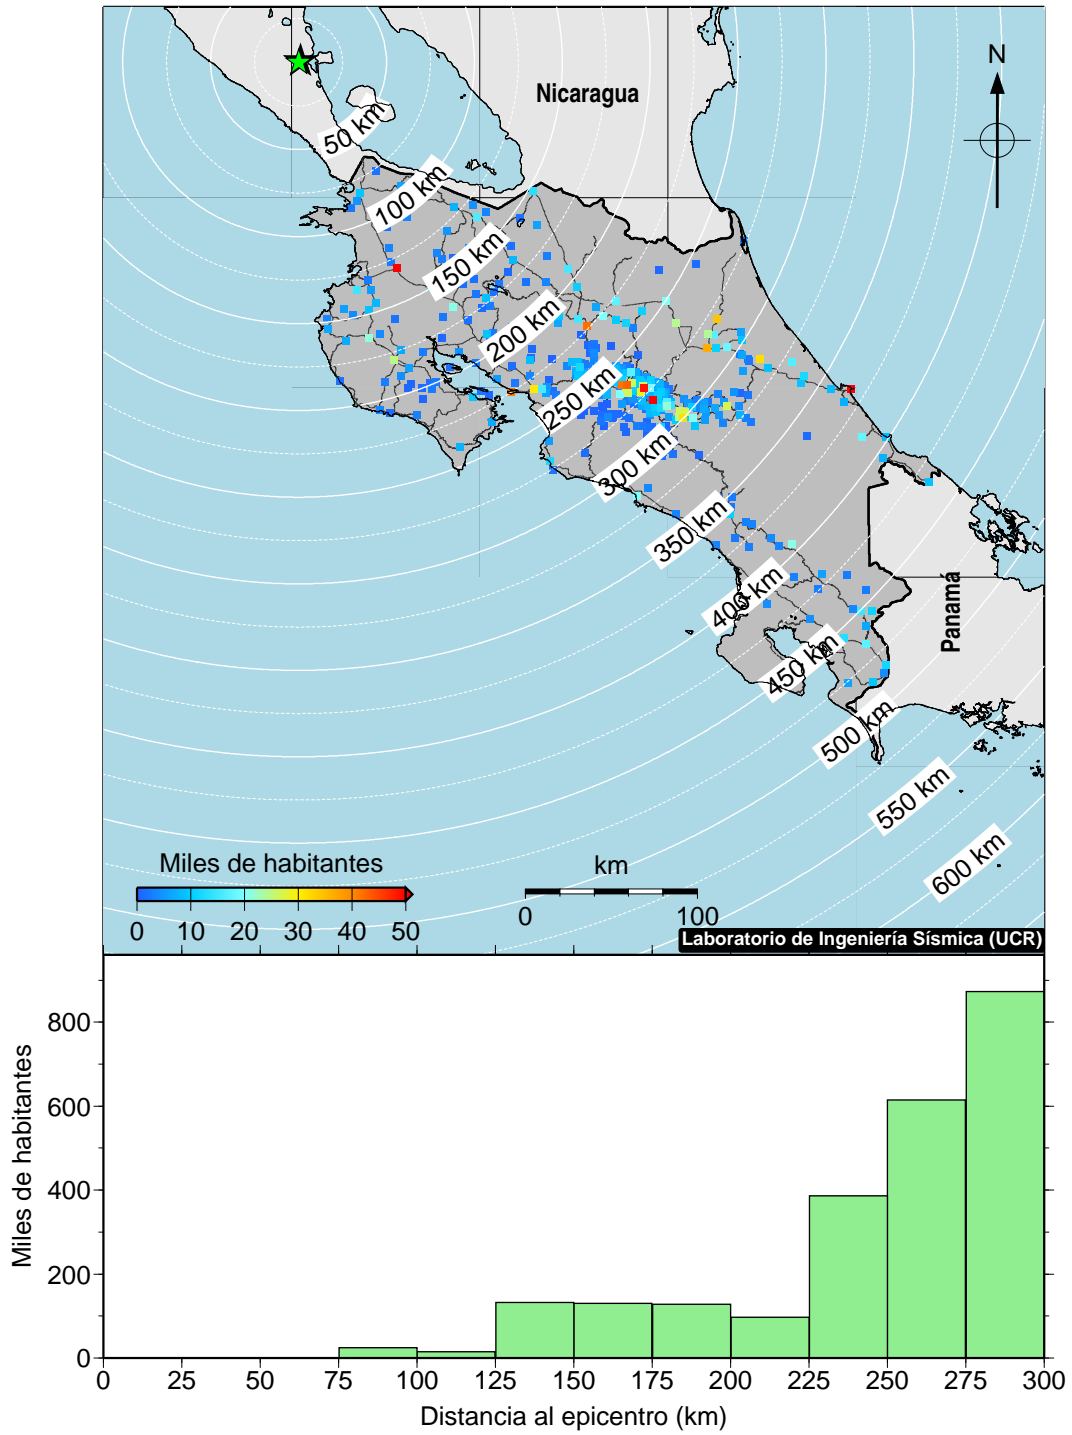 N
Nicaragua
50 km
100 km
150 km
200 km
250 km
300 km
350 km
400 km
450 km
500 km
550 km
600 km
Panamá
Miles de habitantes
0 10 20 30 40 50
km
0 100
Laboratorio de Ingeniería Sísmica (UCR)
Miles de habitantes
800
600
400
200
0
0 25 50 75 100 125 150 175 200 225 250 275 300
Distancia al epicentro (km)